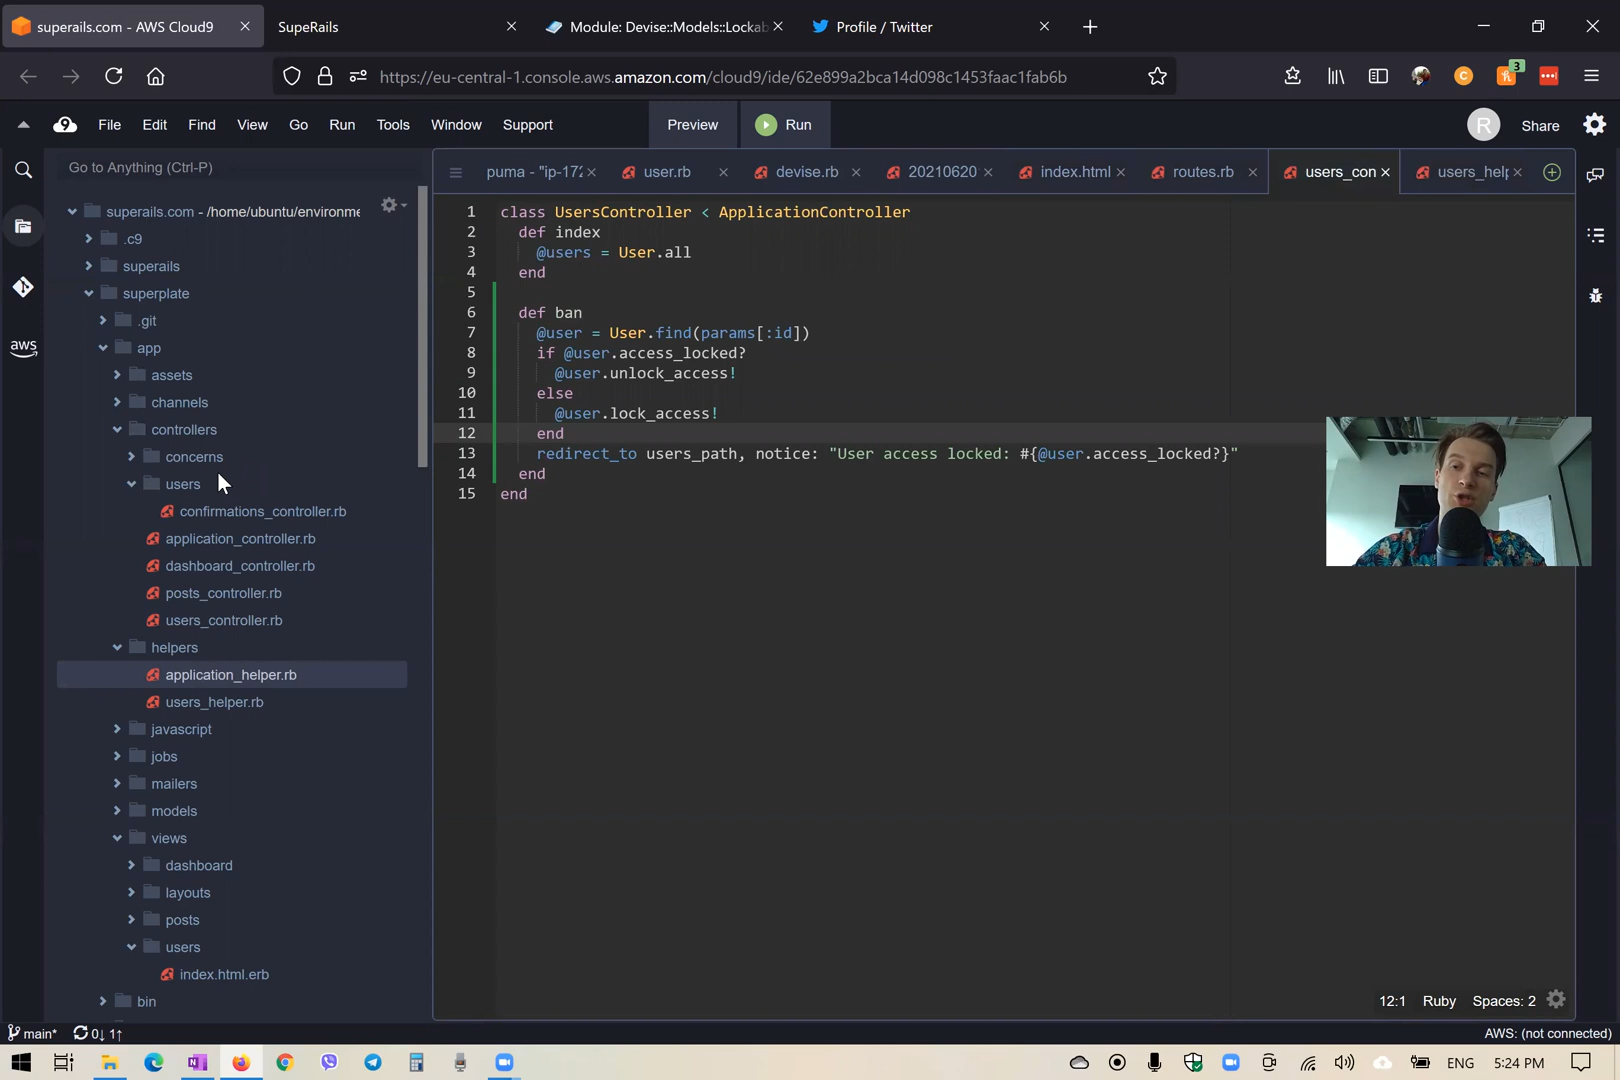 superails.com - AWS Cloud9
SupeRails
Module: Devise::Models::Lockab
Profile / Twitter
https://eu-central-1.console.aws.amazon.com/cloud9/ide/62e899a2bca14d098c1453faac1fab6b
C
3
9
File Edit Find View Go Run Tools Window Support
Preview
Run
R
Share
Go to Anything (Ctrl-P)
puma - "ip-172
user.rb
devise.rb
20210620
index.html
routes.rb
users_con
users_help
aws
superails.com - /home/ubuntu/environme
.c9
superails
superplate
.git
app
assets
channels
controllers
concerns
users
confirmations_controller.rb
application_controller.rb
dashboard_controller.rb
posts_controller.rb
users_controller.rb
helpers
application_helper.rb
users_helper.rb
javascript
jobs
mailers
models
views
dashboard
layouts
posts
users
index.html.erb
bin
1 class UsersController < ApplicationController
2 def index
3 @users = User.all
4 end
5
6 def ban
7 @user = User.find(params[:id])
8 if @user.access_locked?
9 @user.unlock_access!
10 else
11 @user.lock_access!
12 end
13 redirect_to users_path, notice: "User access locked: #{@user.access_locked?}"
14 end
15 end
12:1 Ruby Spaces: 2
main* 0↓ 1↑
AWS: (not connected)
ENG 5:24 PM